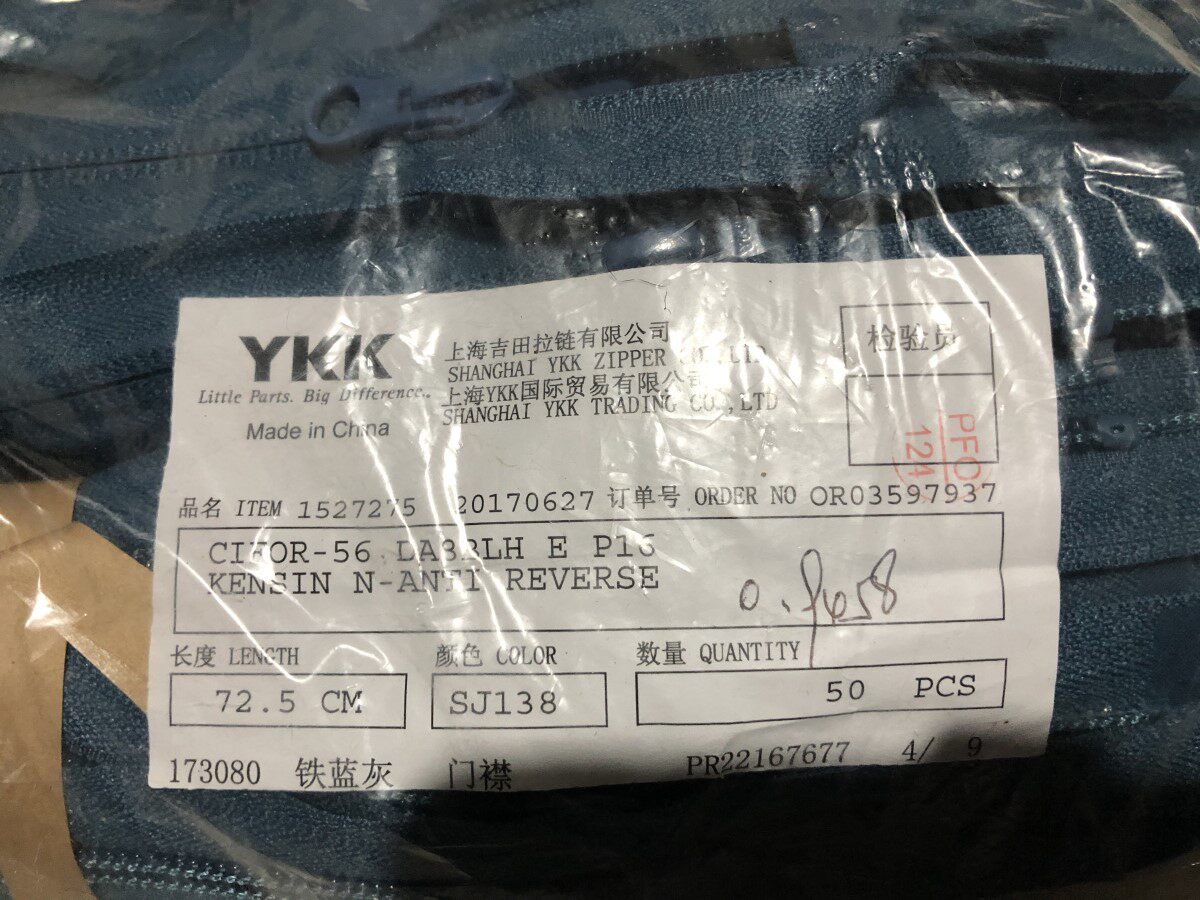 YKK
Little Parts. Big Difference..
Made in China
上海吉田拉链有限公司
SHANGHAI YKK ZIPPER CO.,LTD
上海YKK国际贸易有限公司
SHANGHAI YKK TRADING CO.,LTD
检验员
PFO
121
品名 ITEM 1527275 20170627 订单号 ORDER NO OR03597937
E P16
KENSIN N-ANTI REVERSE
长度 LENGTH 颜色 COLOR 数量 QUANTITY
72.5 CM SJ138 50 PCS
173080 铁蓝灰 门襟 PR22167677 4/ 9